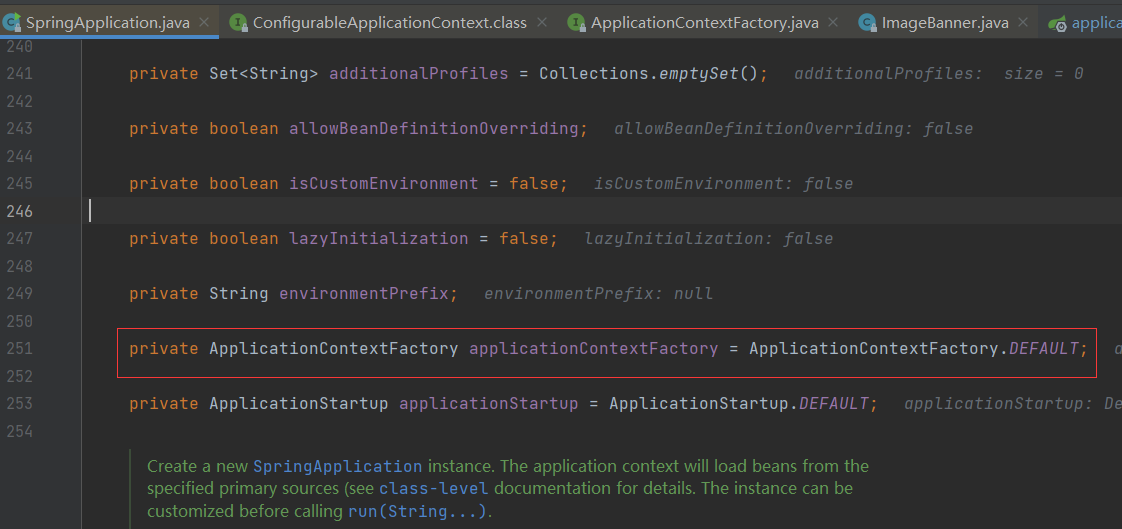 SpringApplication.java × ConfigurableApplicationContext.class × ApplicationContextFactory.java × ImageBanner.java × applica
240
241 private Set<String> additionalProfiles = Collections.emptySet(); additionalProfiles: size = 0
242
243 private boolean allowBeanDefinitionOverriding; allowBeanDefinitionOverriding: false
244
245 private boolean isCustomEnvironment = false; isCustomEnvironment: false
246
247 private boolean lazyInitialization = false; lazyInitialization: false
248
249 private String environmentPrefix; environmentPrefix: null
250
251 private ApplicationContextFactory applicationContextFactory = ApplicationContextFactory.DEFAULT; a
252
253 private ApplicationStartup applicationStartup = ApplicationStartup.DEFAULT; applicationStartup: De
254
Create a new SpringApplication instance. The application context will load beans from the
specified primary sources (see class-level documentation for details. The instance can be
customized before calling run(String...).